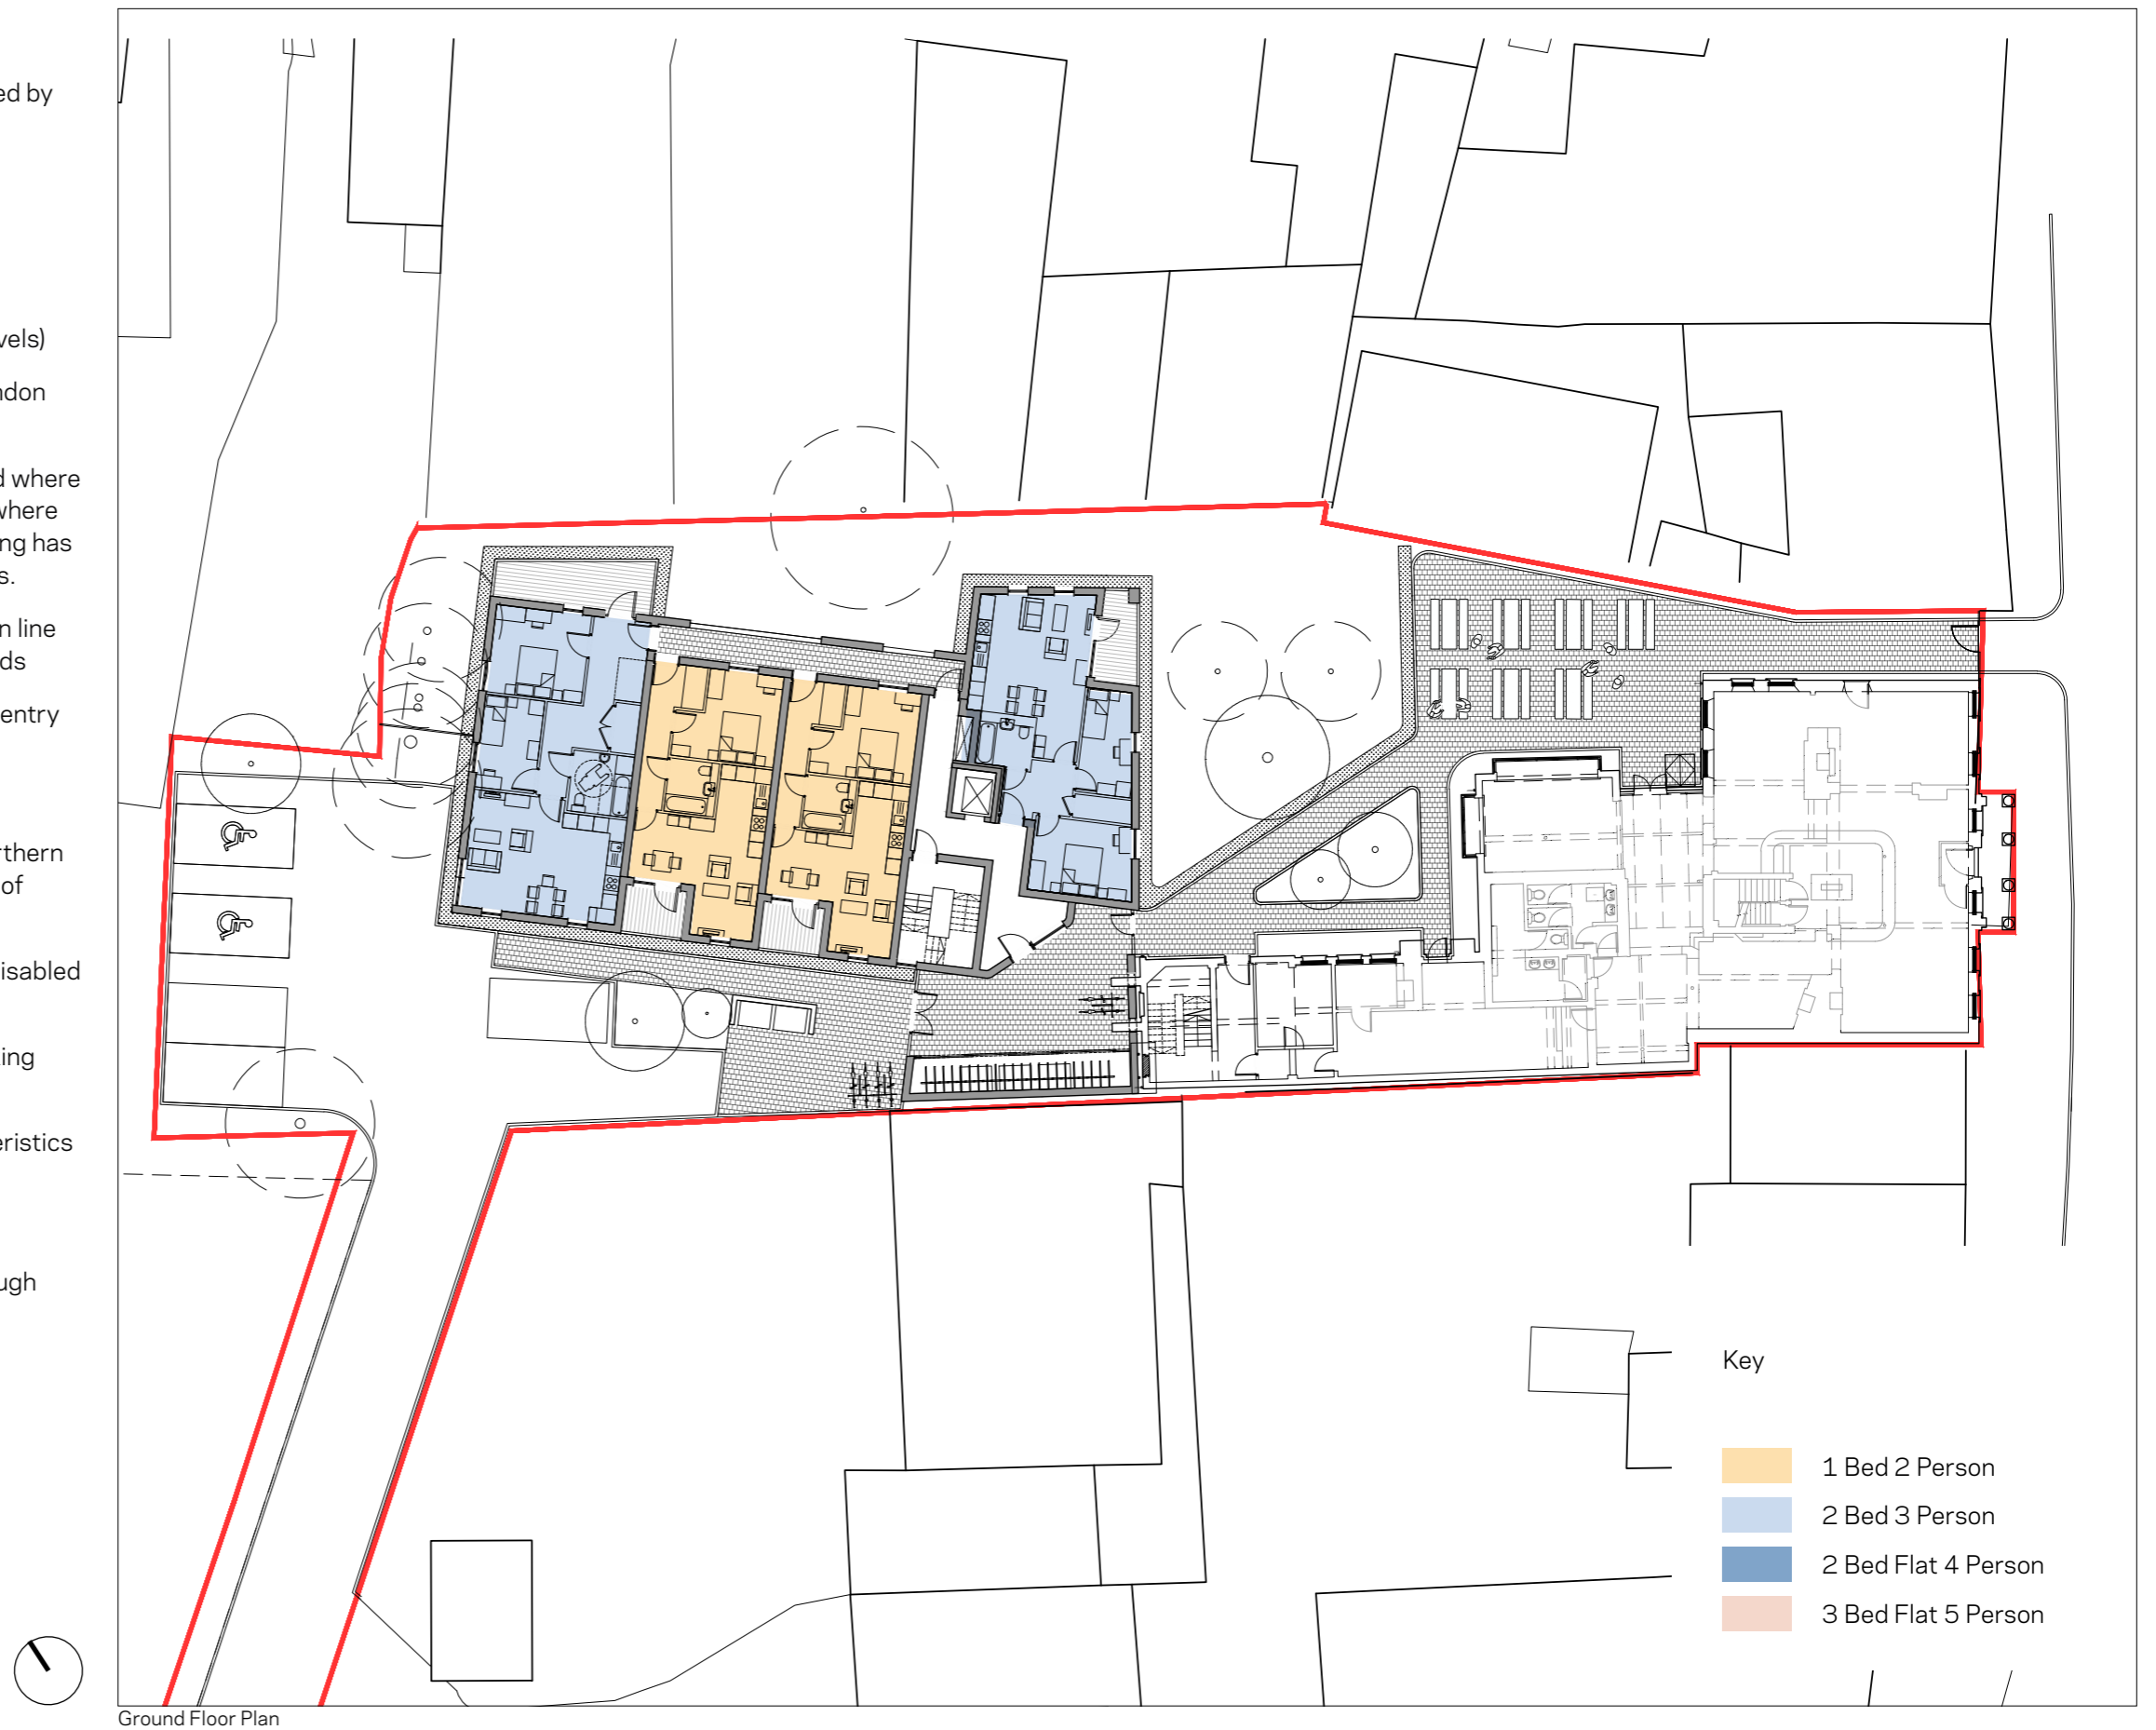 ed by
vels)
ndon
d where
where
ng has
s.
n line
ds
entry
rthern
of
isabled
ing
eristics
ugh
Key
1 Bed 2 Person
2 Bed 3 Person
2 Bed Flat 4 Person
3 Bed Flat 5 Person
Ground Floor Plan